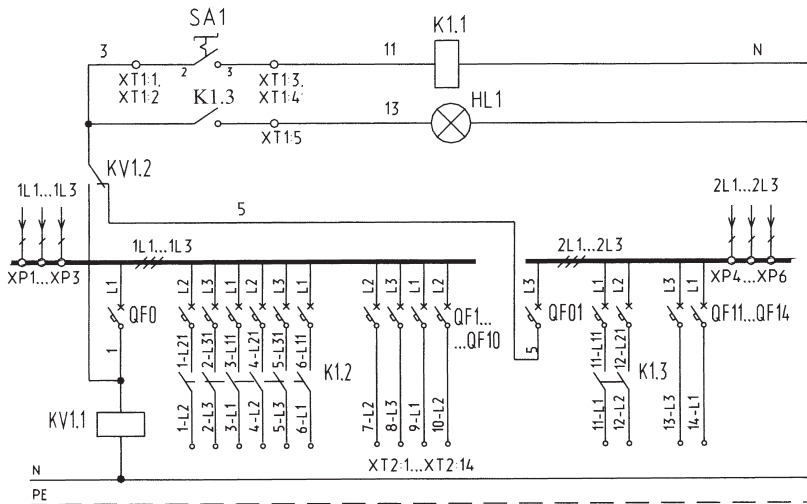 SA1
3
2
3
11
K1.1
N
XT1:1,
XT1:2
XT1:3,
XT1:4
K1.3
13
HL1
XT1:5
KV1.2
1L1...1L3
5
2L1...2L3
1L1...1L3
2L1...2L3
XP1...XP3
XP4...XP6
L1
L2
L3
L1
L2
L3
L1
L2
L3
L1
L2
L3
L1
L2
L3
L1
QF0
QF1...
...QF10
QF01
QF11...QF14
1
1-L21
2-L31
3-L11
4-L21
5-L31
6-L11
5
11-L11
12-L21
K1.2
K1.3
1-L2
2-L3
3-L1
4-L2
5-L3
6-L1
7-L2
8-L3
9-L1
10-L2
11-L1
12-L2
13-L3
14-L1
KV1.1
XT2:1...XT2:14
N
PE